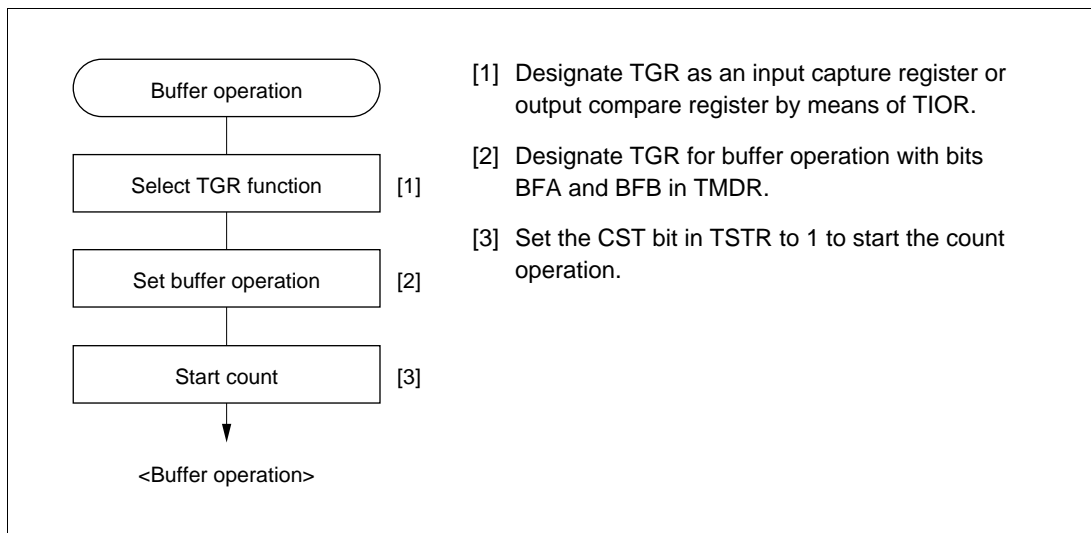 Buffer operation
Select TGR function [1]
Set buffer operation [2]
Start count [3]
<Buffer operation>
[1] Designate TGR as an input capture register or
output compare register by means of TIOR.
[2] Designate TGR for buffer operation with bits
BFA and BFB in TMDR.
[3] Set the CST bit in TSTR to 1 to start the count
operation.